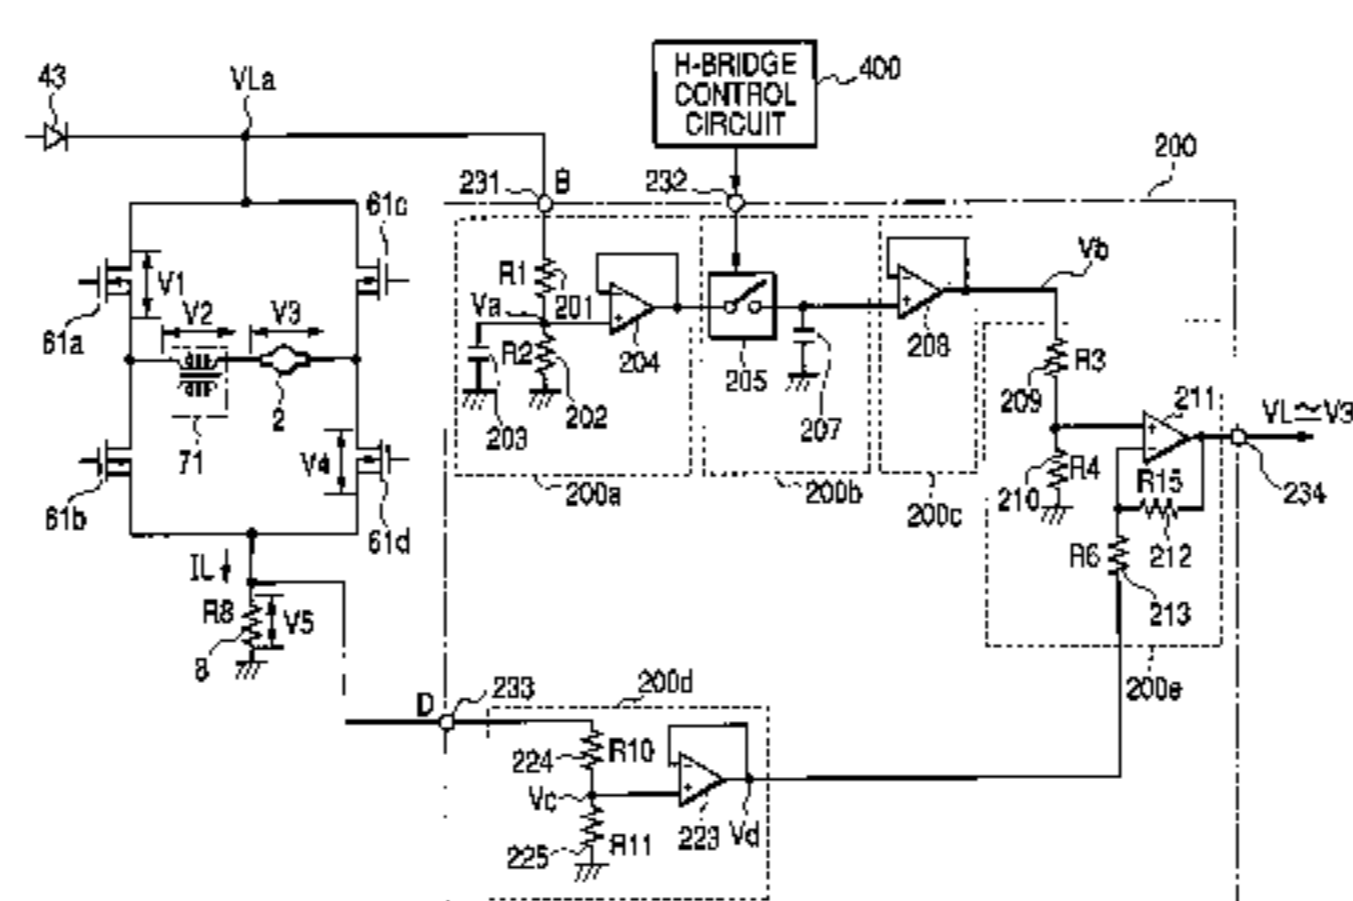 43
VLa
H-BRIDGE
CONTROL
CIRCUIT
400
200
231
B
232
61c
V1
R1
Va
201
Vb
V2
V3
61a
R2
204
205
208
R3
2
202
203
207
209
211
VL≃V3
71
V4
200a
200b
200c
210
R4
R15
234
61b
61d
212
IL
R6
213
R8
V5
8
200e
D
233
200d
224
R10
Vc
225
R11
223
Vd